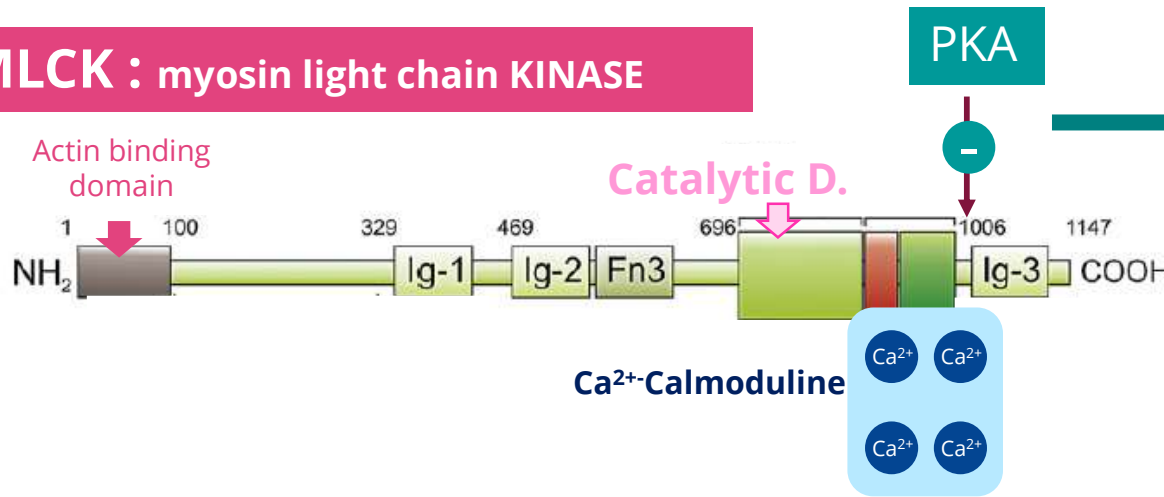 PKA
MLCK : myosin light chain KINASE
-
Actin binding
domain
Catalytic D.
1 100 329 469 696 1006 1147
NH2 Ig-1 Ig-2 Fn3 Ig-3 COOH
Ca2+-Calmoduline
Ca2+ Ca2+
Ca2+ Ca2+